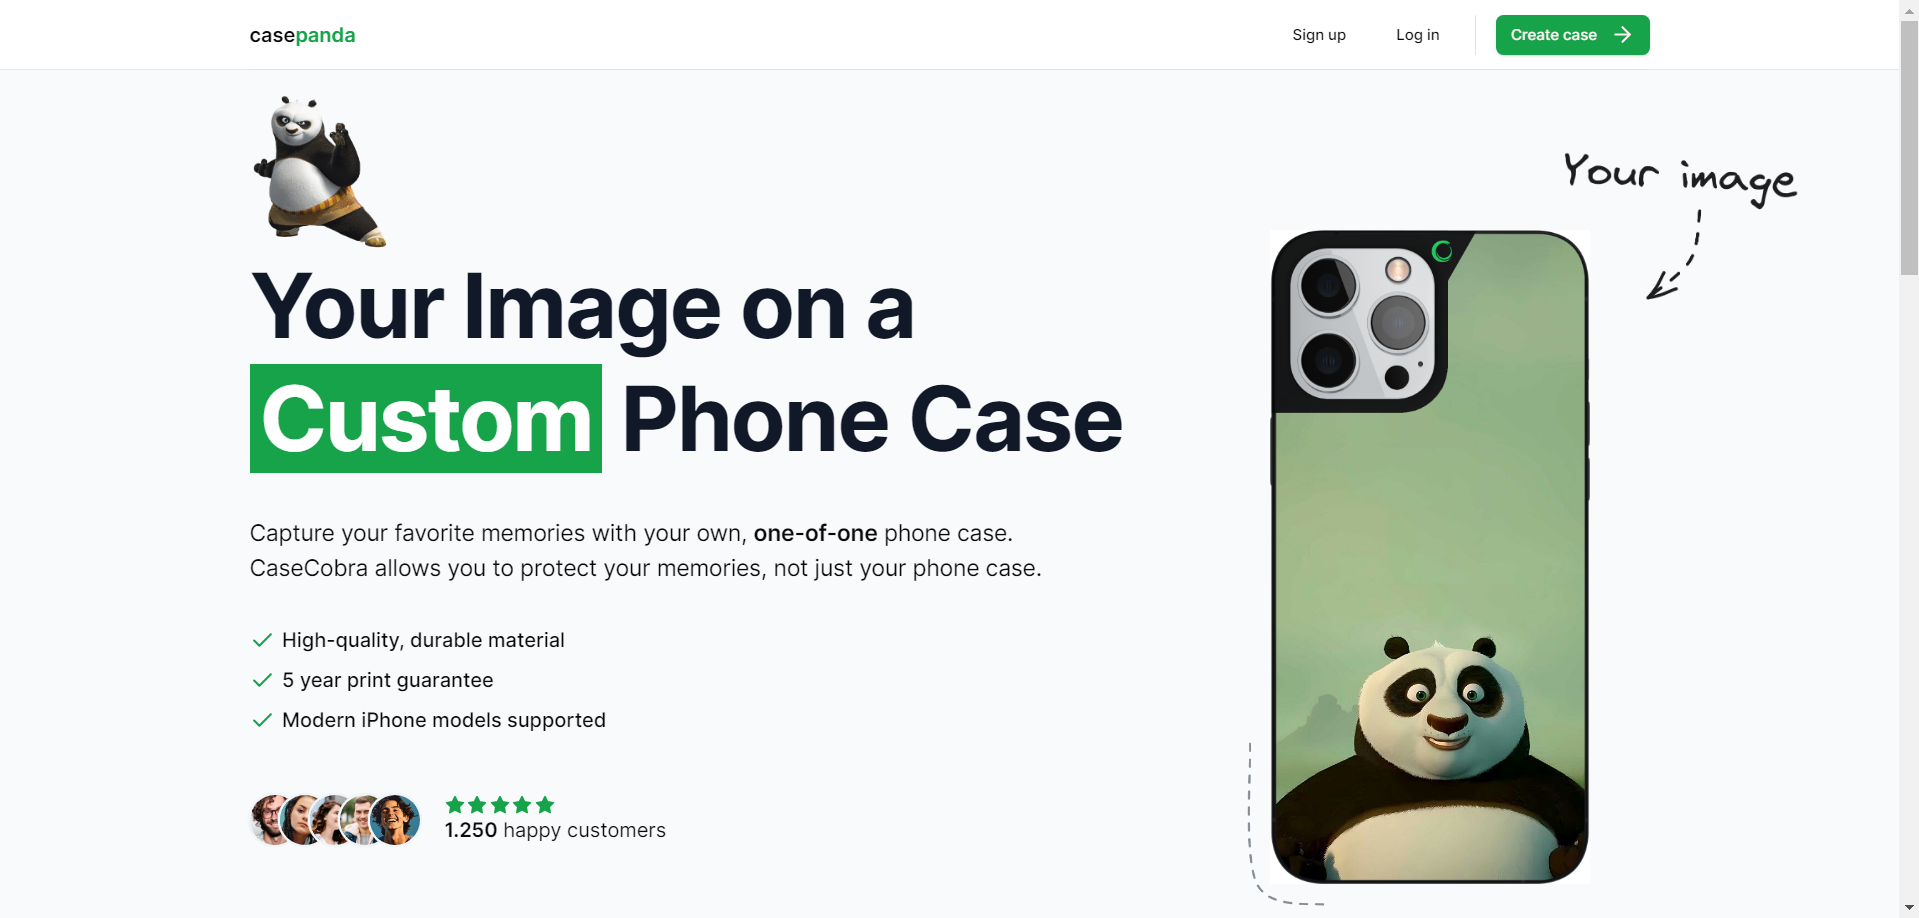 casepanda
Sign up
Log in
Create case
Your image
Your Image on a
Custom Phone Case
Capture your favorite memories with your own, one-of-one phone case.
CaseCobra allows you to protect your memories, not just your phone case.
High-quality, durable material
5 year print guarantee
Modern iPhone models supported
1.250 happy customers